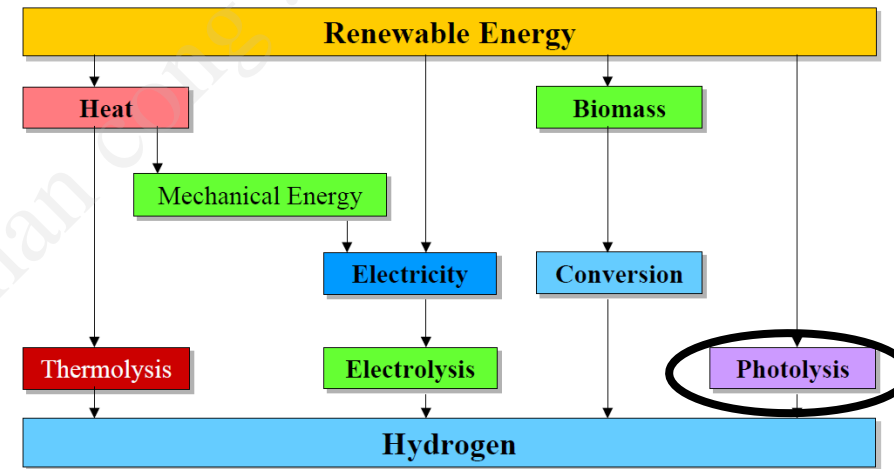 Renewable Energy
Heat
Biomass
Mechanical Energy
Electricity
Conversion
Thermolysis
Electrolysis
Photolysis
Hydrogen